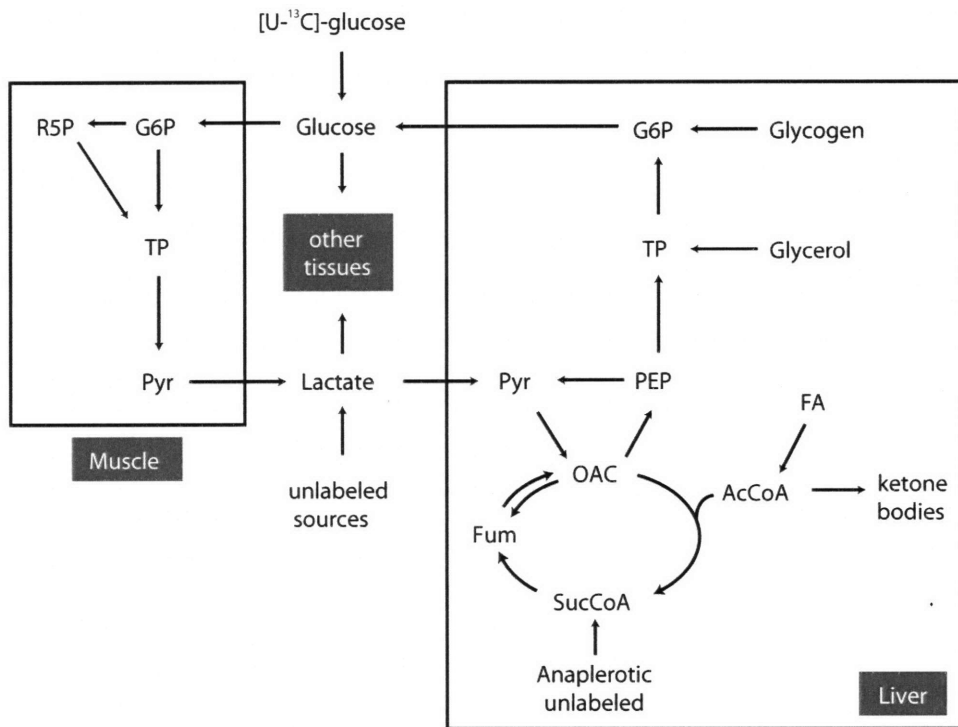 [U-¹³C]-glucose
R5P
G6P
Glucose
G6P
Glycogen
other
tissues
TP
TP
Glycerol
Pyr
Lactate
Pyr
PEP
FA
Muscle
unlabeled
sources
OAC
AcCoA
ketone
bodies
Fum
SucCoA
Anaplerotic
unlabeled
Liver